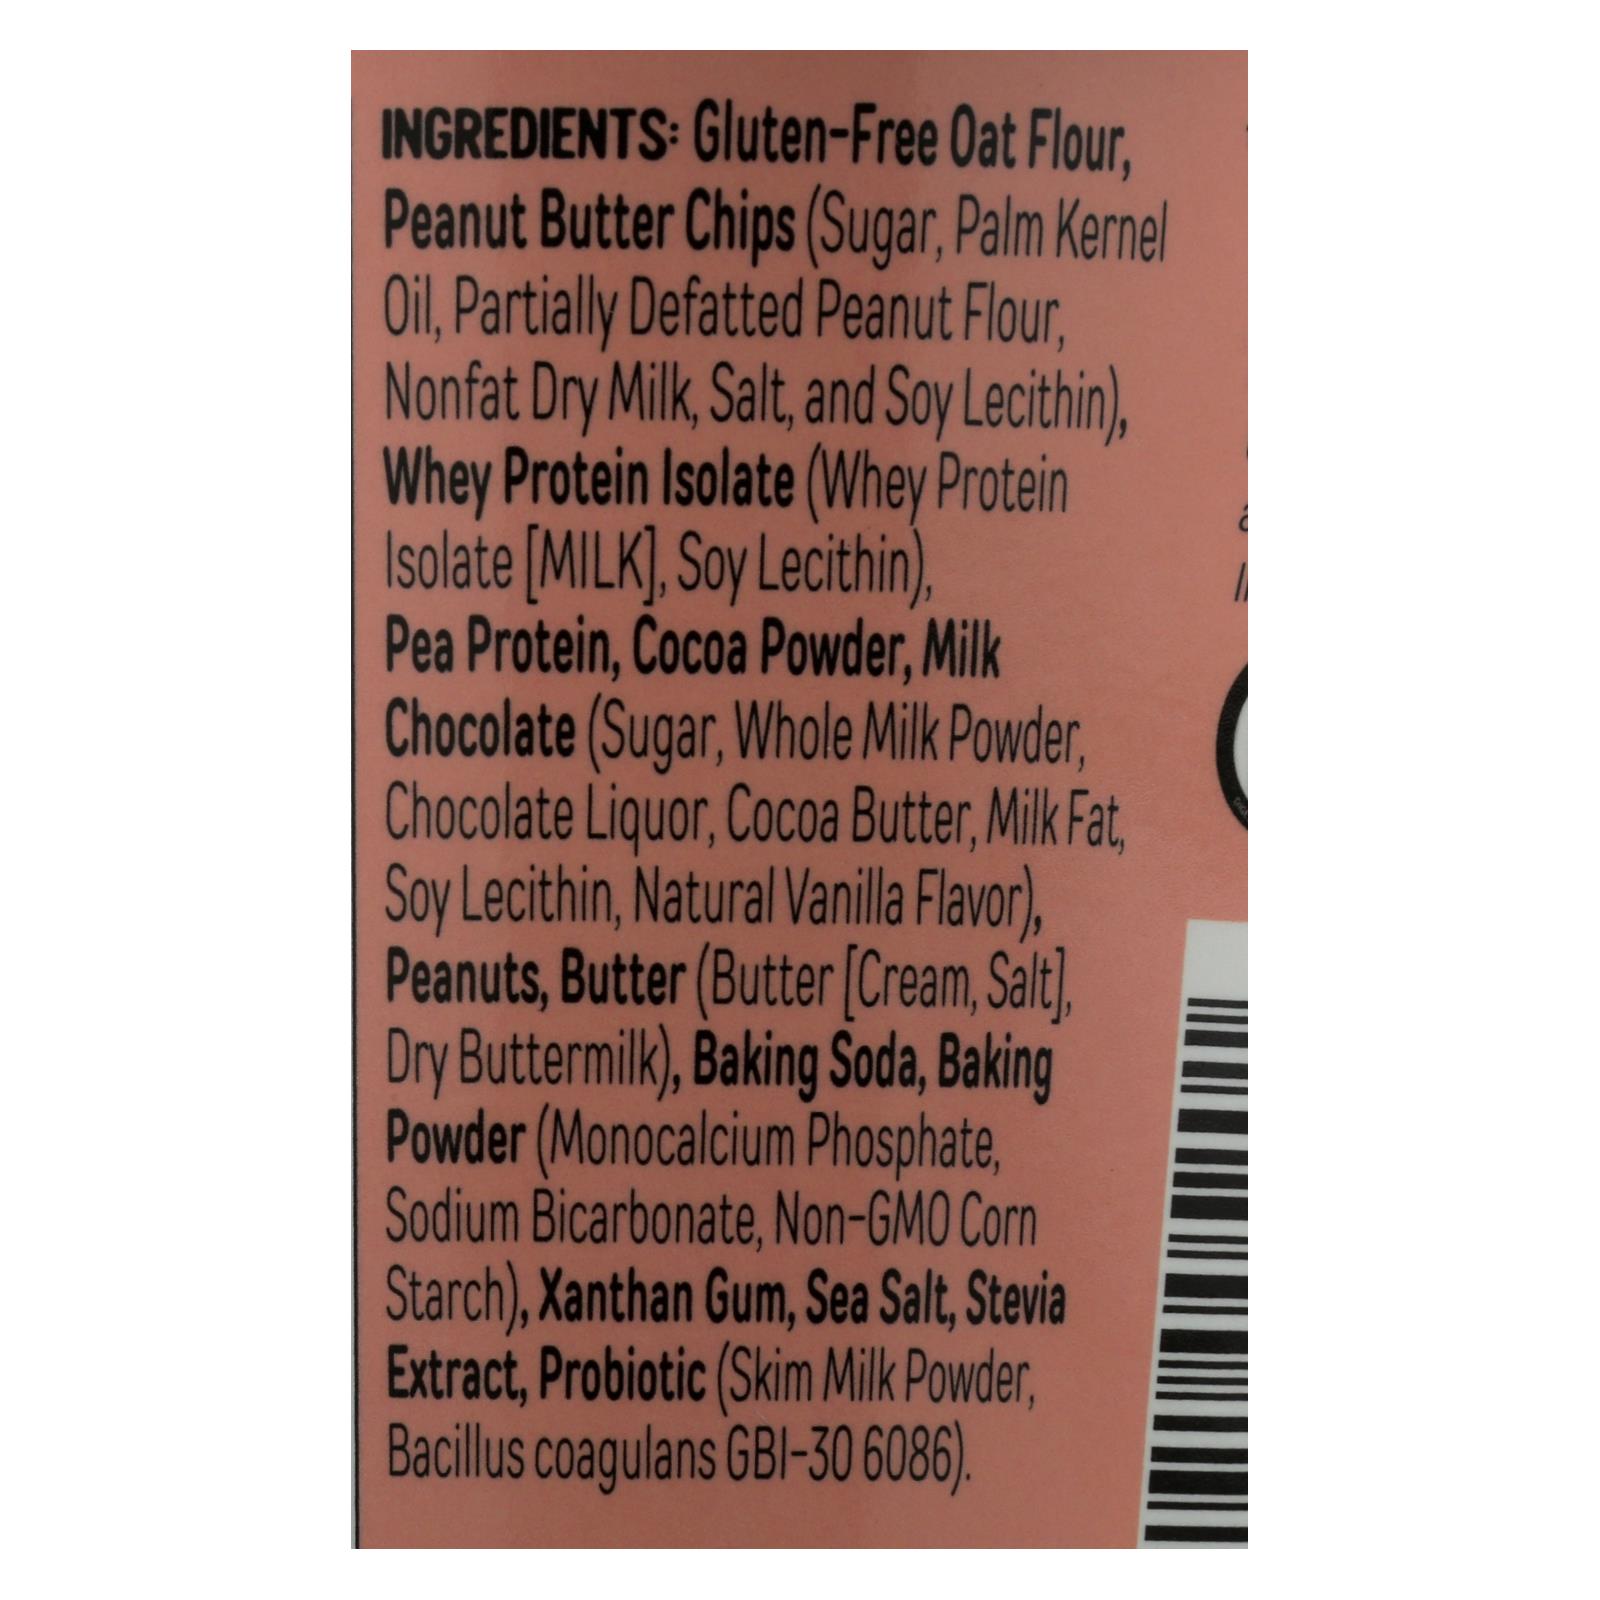 INGREDIENTS: Gluten-Free Oat Flour,
Peanut Butter Chips (Sugar, Palm Kernel
Oil, Partially Defatted Peanut Flour,
Nonfat Dry Milk, Salt, and Soy Lecithin),
Whey Protein Isolate (Whey Protein
Isolate [MILK], Soy Lecithin),
Pea Protein, Cocoa Powder, Milk
Chocolate (Sugar, Whole Milk Powder,
Chocolate Liquor, Cocoa Butter, Milk Fat,
Soy Lecithin, Natural Vanilla Flavor),
Peanuts, Butter (Butter [Cream, Salt],
Dry Buttermilk), Baking Soda, Baking
Powder (Monocalcium Phosphate,
Sodium Bicarbonate, Non-GMO Corn
Starch), Xanthan Gum, Sea Salt, Stevia
Extract, Probiotic (Skim Milk Powder,
Bacillus coagulans GBI-30 6086).